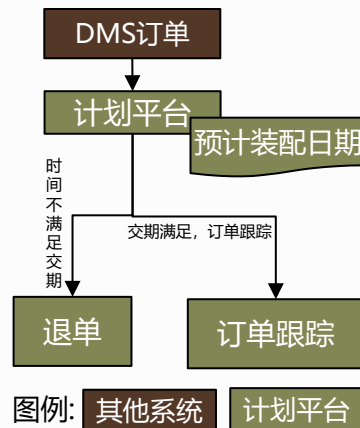 DMS订单
计划平台
预计装配日期
时间不满足交期
交期满足，订单跟踪
退单
订单跟踪
图例: 其他系统 计划平台